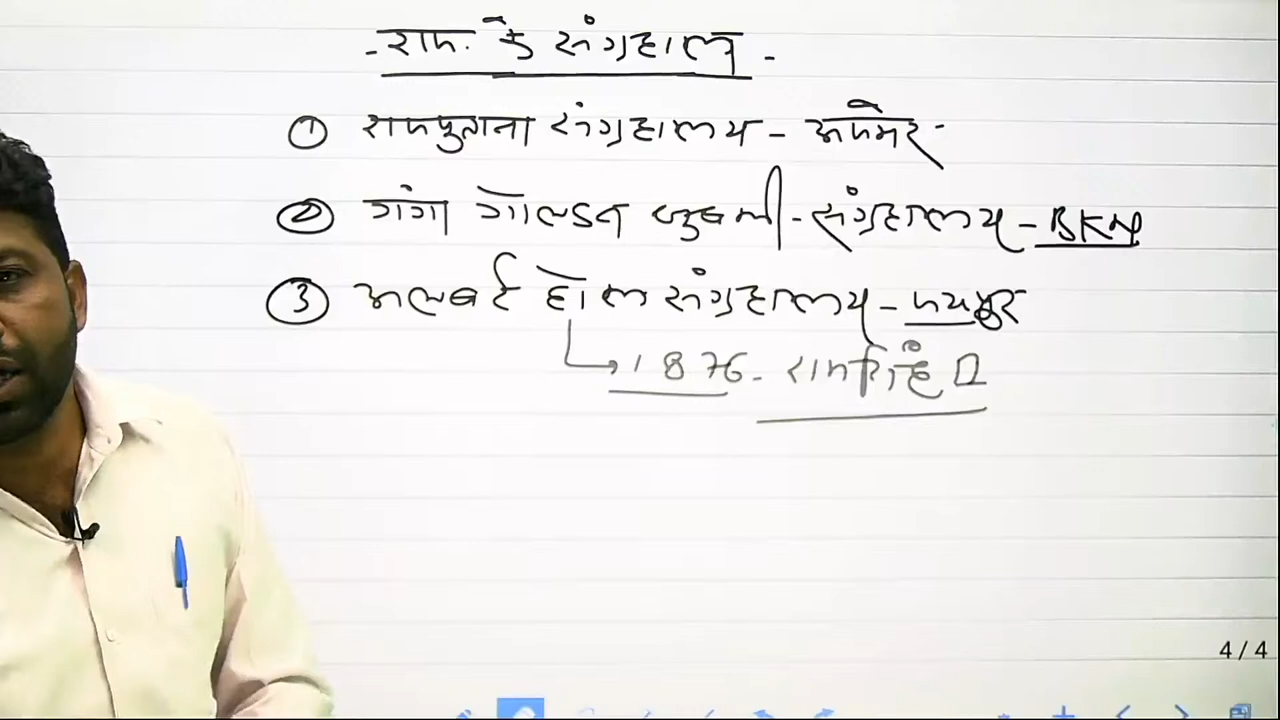 - राज. के संग्रहाल -
① राजपुताना संग्रहालय - अजमेर
② गंगा गोल्डन जुबली - संग्रहालय - BKN
③ अल्बर्ट हॉल संग्रहालय - जयपुर
1876 - रामसिंह II
4 / 4